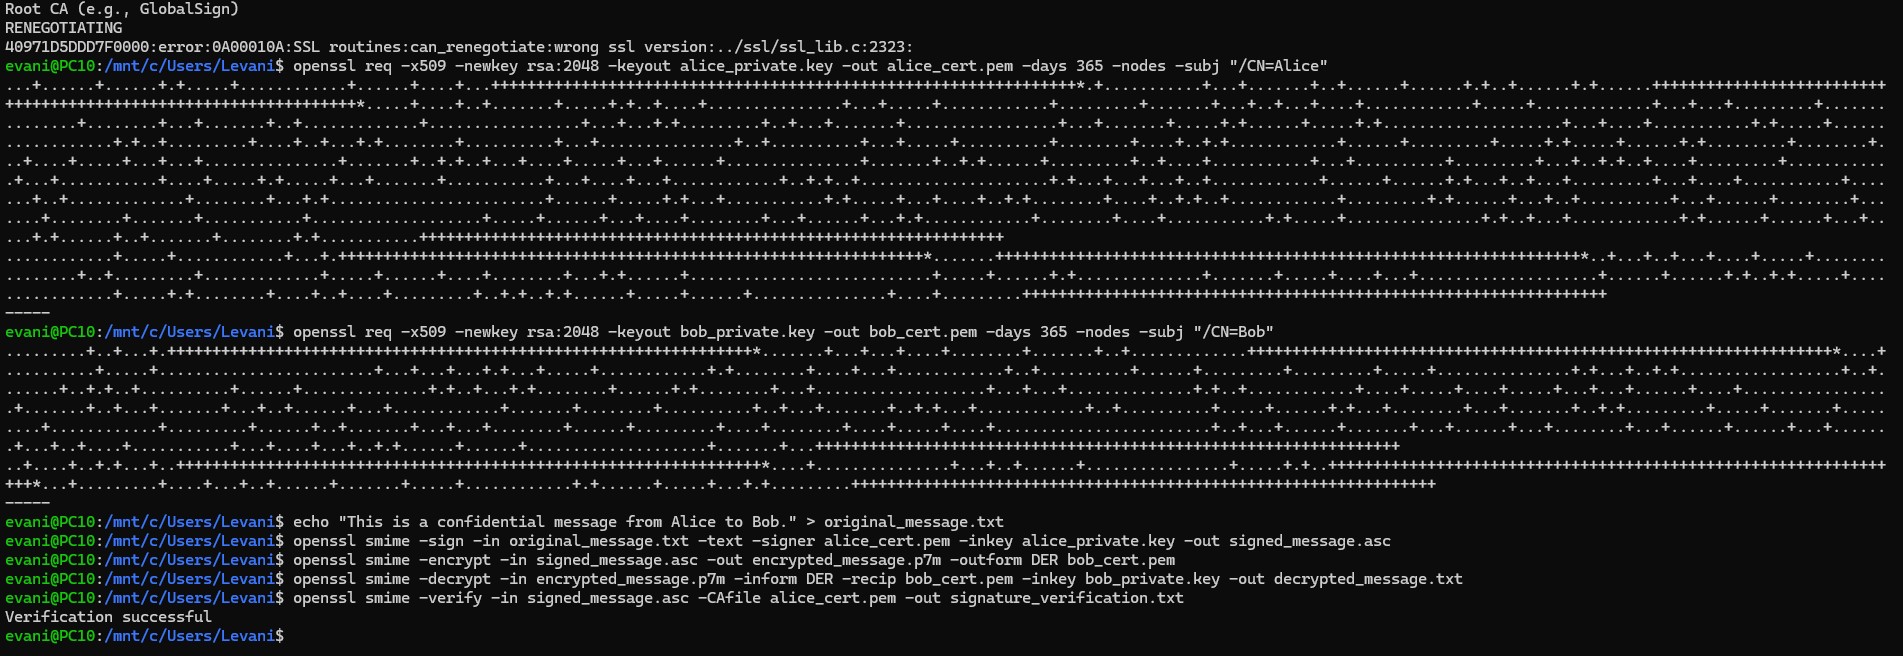 Root CA (e.g., GlobalSign)
RENEGOTIATING
40971D5DDD7F0000:error:0A00010A:SSL routines:can_renegotiate:wrong ssl version:../ssl/ssl_lib.c:2323:
evani@PC10:/mnt/c/Users/Levani$ openssl req -x509 -newkey rsa:2048 -keyout alice_private.key -out alice_cert.pem -days 365 -nodes -subj "/CN=Alice"
-----
evani@PC10:/mnt/c/Users/Levani$ openssl req -x509 -newkey rsa:2048 -keyout bob_private.key -out bob_cert.pem -days 365 -nodes -subj "/CN=Bob"
-----
evani@PC10:/mnt/c/Users/Levani$ echo "This is a confidential message from Alice to Bob." > original_message.txt
evani@PC10:/mnt/c/Users/Levani$ openssl smime -sign -in original_message.txt -text -signer alice_cert.pem -inkey alice_private.key -out signed_message.asc
evani@PC10:/mnt/c/Users/Levani$ openssl smime -encrypt -in signed_message.asc -out encrypted_message.p7m -outform DER bob_cert.pem
evani@PC10:/mnt/c/Users/Levani$ openssl smime -decrypt -in encrypted_message.p7m -inform DER -recip bob_cert.pem -inkey bob_private.key -out decrypted_message.txt
evani@PC10:/mnt/c/Users/Levani$ openssl smime -verify -in signed_message.asc -CAfile alice_cert.pem -out signature_verification.txt
Verification successful
evani@PC10:/mnt/c/Users/Levani$